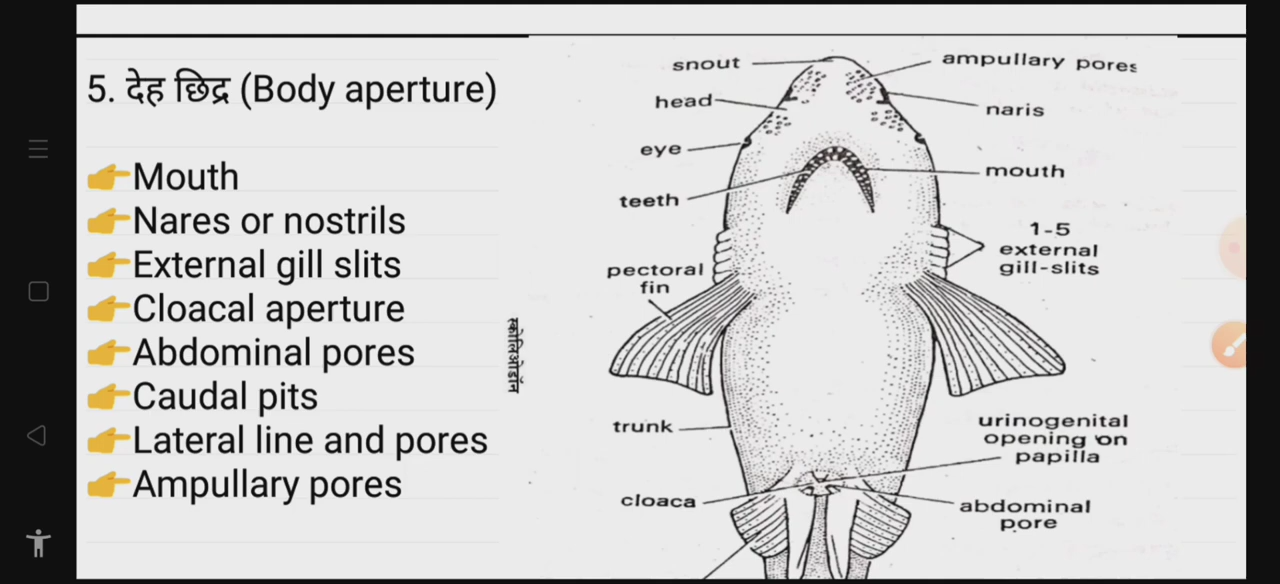 5. देह छिद्र (Body aperture)
👉Mouth
👉Nares or nostrils
👉External gill slits
👉Cloacal aperture
👉Abdominal pores
👉Caudal pits
👉Lateral line and pores
👉Ampullary pores
स्कोलिओडॉन
snout
ampullary pores
head
naris
eye
mouth
teeth
1-5
external
gill-slits
pectoral
fin
trunk
urinogenital
opening on
papilla
cloaca
abdominal
pore